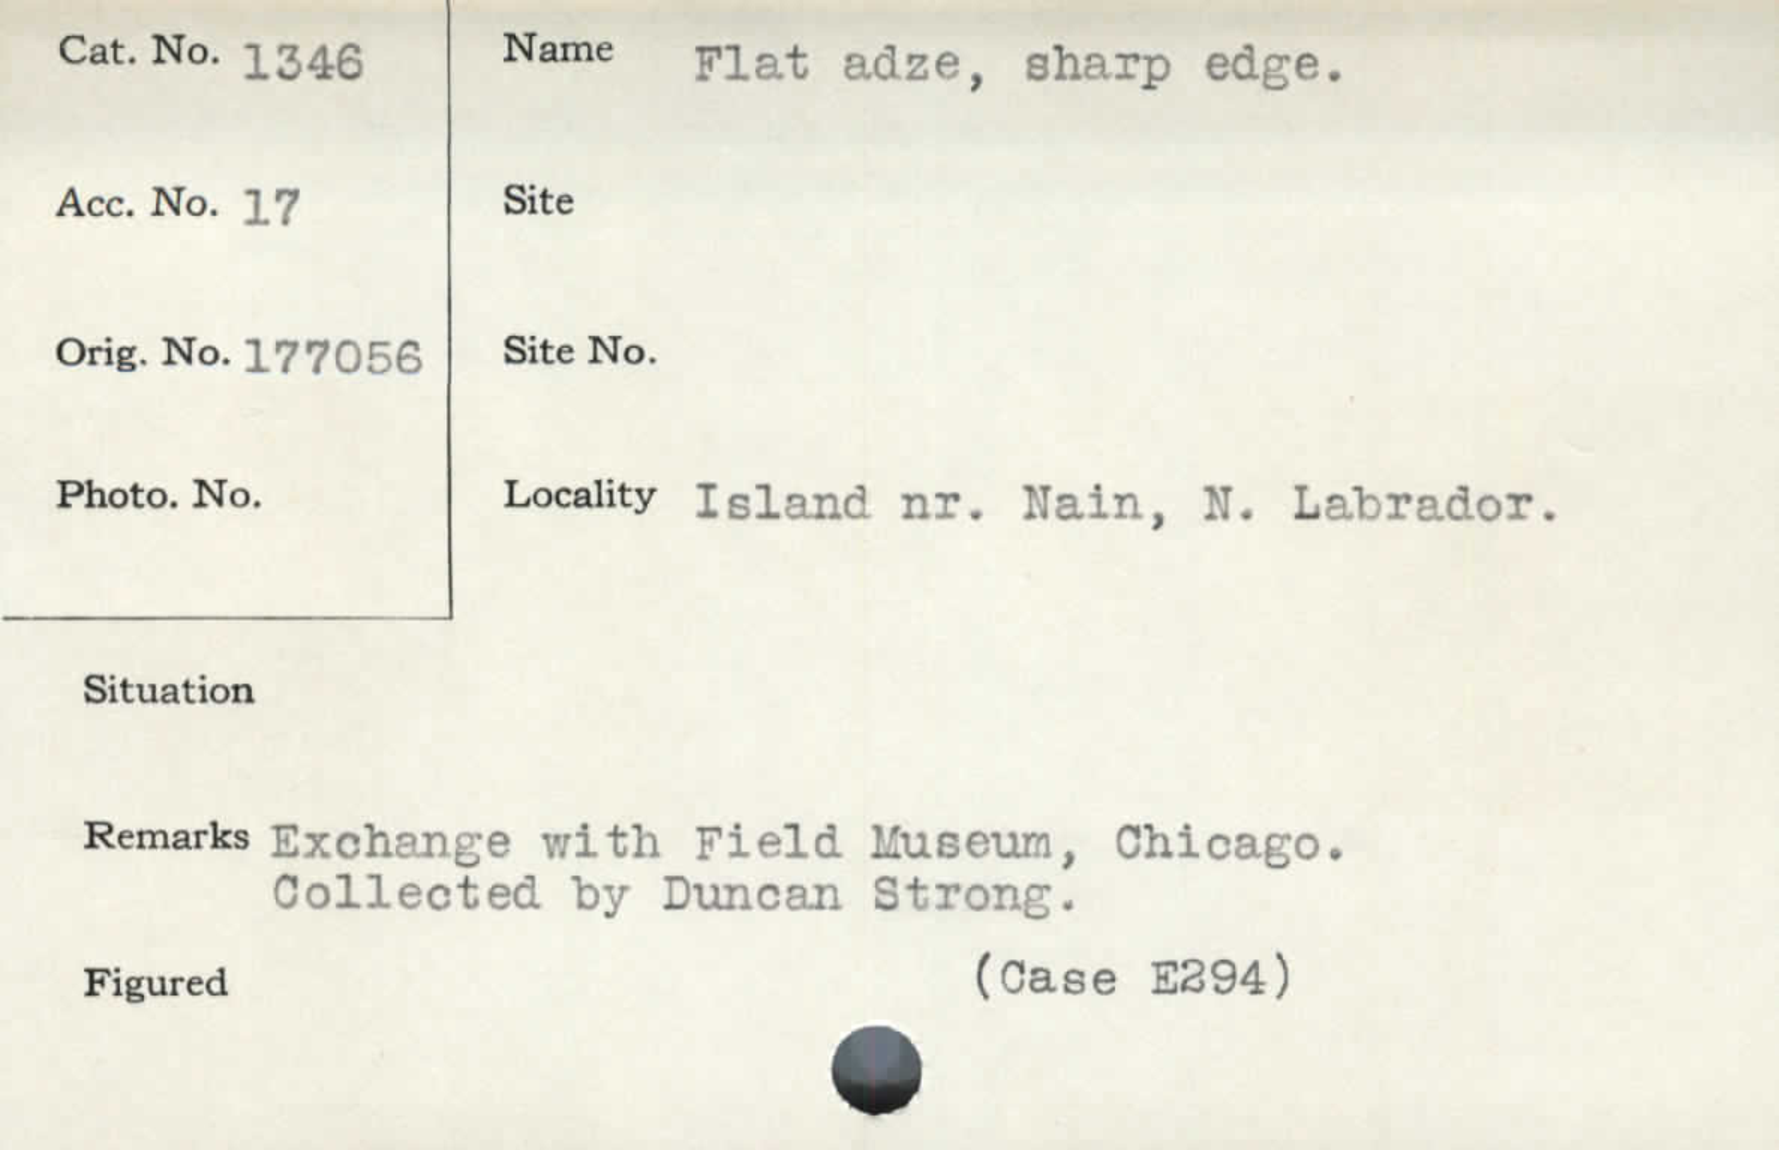 Cat. No. 1346
Name Flat adze, sharp edge.
Acc. No. 17
Site
Orig. No. 177056
Site No.
Photo. No.
Locality Island nr. Nain, N. Labrador.
Situation
Remarks Exchange with Field Museum, Chicago.
Collected by Duncan Strong.
Figured
(Case E294)